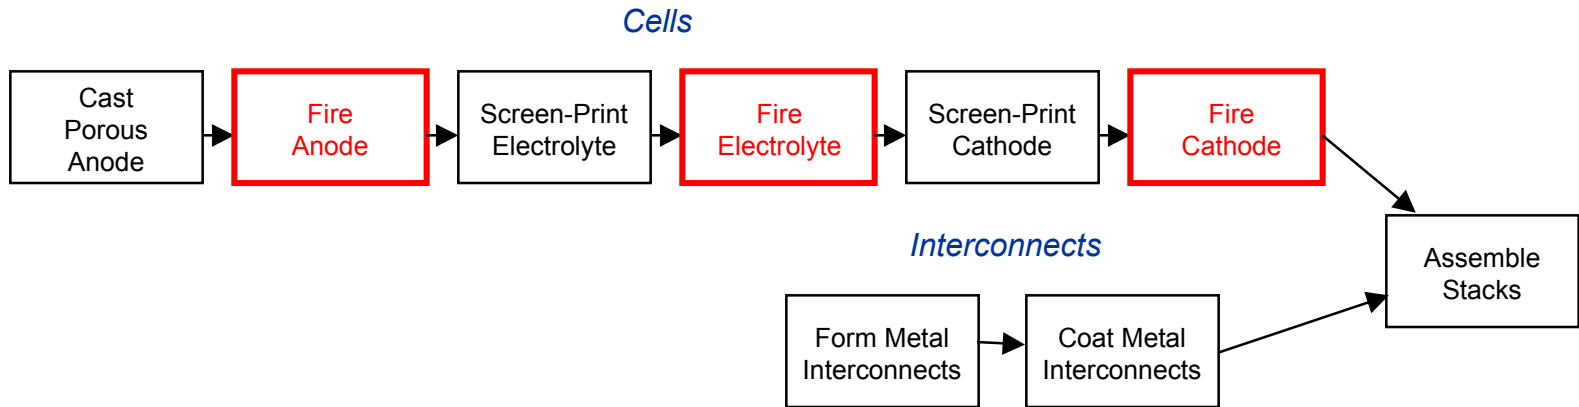 Cells
Cast
Porous
Anode
Fire
Anode
Screen-Print
Electrolyte
Fire
Electrolyte
Screen-Print
Cathode
Fire
Cathode
Interconnects
Form Metal
Interconnects
Coat Metal
Interconnects
Assemble
Stacks